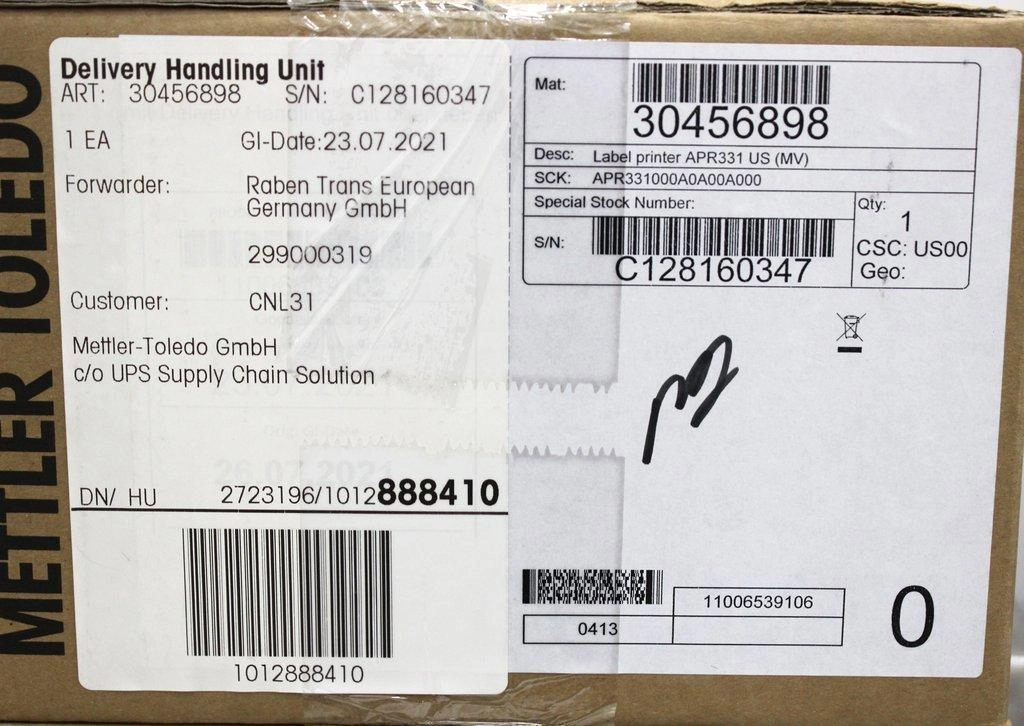 METTLER TOLEDO
Delivery Handling Unit
ART: 30456898 S/N: C128160347
1 EA GI-Date:23.07.2021
Forwarder: Raben Trans European
Germany GmbH
299000319
Customer: CNL31
Mettler-Toledo GmbH
c/o UPS Supply Chain Solution
26.07.2021
DN/ HU 2723196/1012888410
1012888410
Mat: 30456898
Desc: Label printer APR331 US (MV)
SCK: APR331000A0A00A000
Special Stock Number:
S/N: C128160347
Qty: 1
CSC: US00
Geo:
11006539106
0413
0